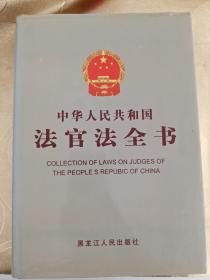 中华人民共和国
法官法全书
COLLECTION OF LAWS ON JUDGES OF
THE PEOPLE S REPUBIC OF CHINA
黑龙江人民出版社